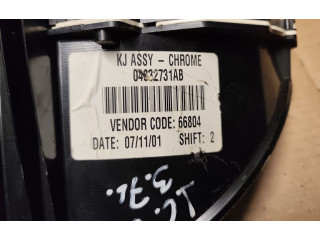 KJ ASSY - CHROME
04832731AB
VENDOR CODE: 66804
DATE: 07/11/01 SHIFT: 2